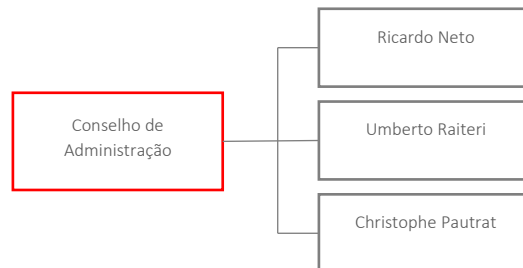 Ricardo Neto
Conselho de
Administração
Umberto Raiteri
Christophe Pautrat